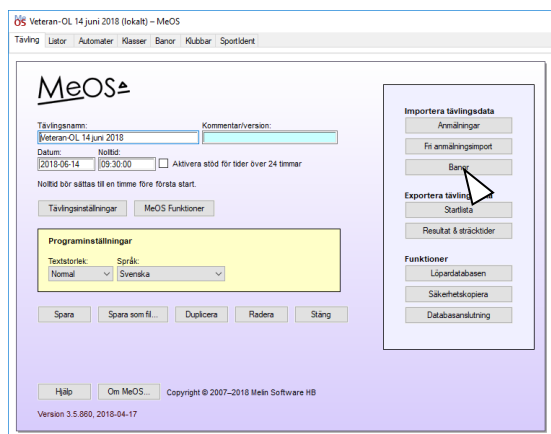 Veteran-OL 14 juni 2018 (lokalt) – MeOS
Tävling Listor Automater Klasser Banor Klubbar SportIdent
MeOS
Tävlingsnamn: Kommentar/version:
Veteran-OL 14 juni 2018
Datum: Nolltid:
2018-06-14 09:30:00 Aktivera stöd för tider över 24 timmar
Nolltid bör sättas till en timme före första start.
Tävlingsinställningar MeOS Funktioner
Programinställningar
Textstorlek: Språk:
Normal Svenska
Spara Spara som fil... Duplicera Radera Stäng
Hjälp Om MeOS... Copyright © 2007–2018 Melin Software HB
Version 3.5.860, 2018-04-17
Importera tävlingsdata
Anmälningar
Fri anmälningsimport
Banor
Exportera tävlingsdata
Startlista
Resultat & sträcktider
Funktioner
Löpardatabasen
Säkerhetskopiera
Databasanslutning